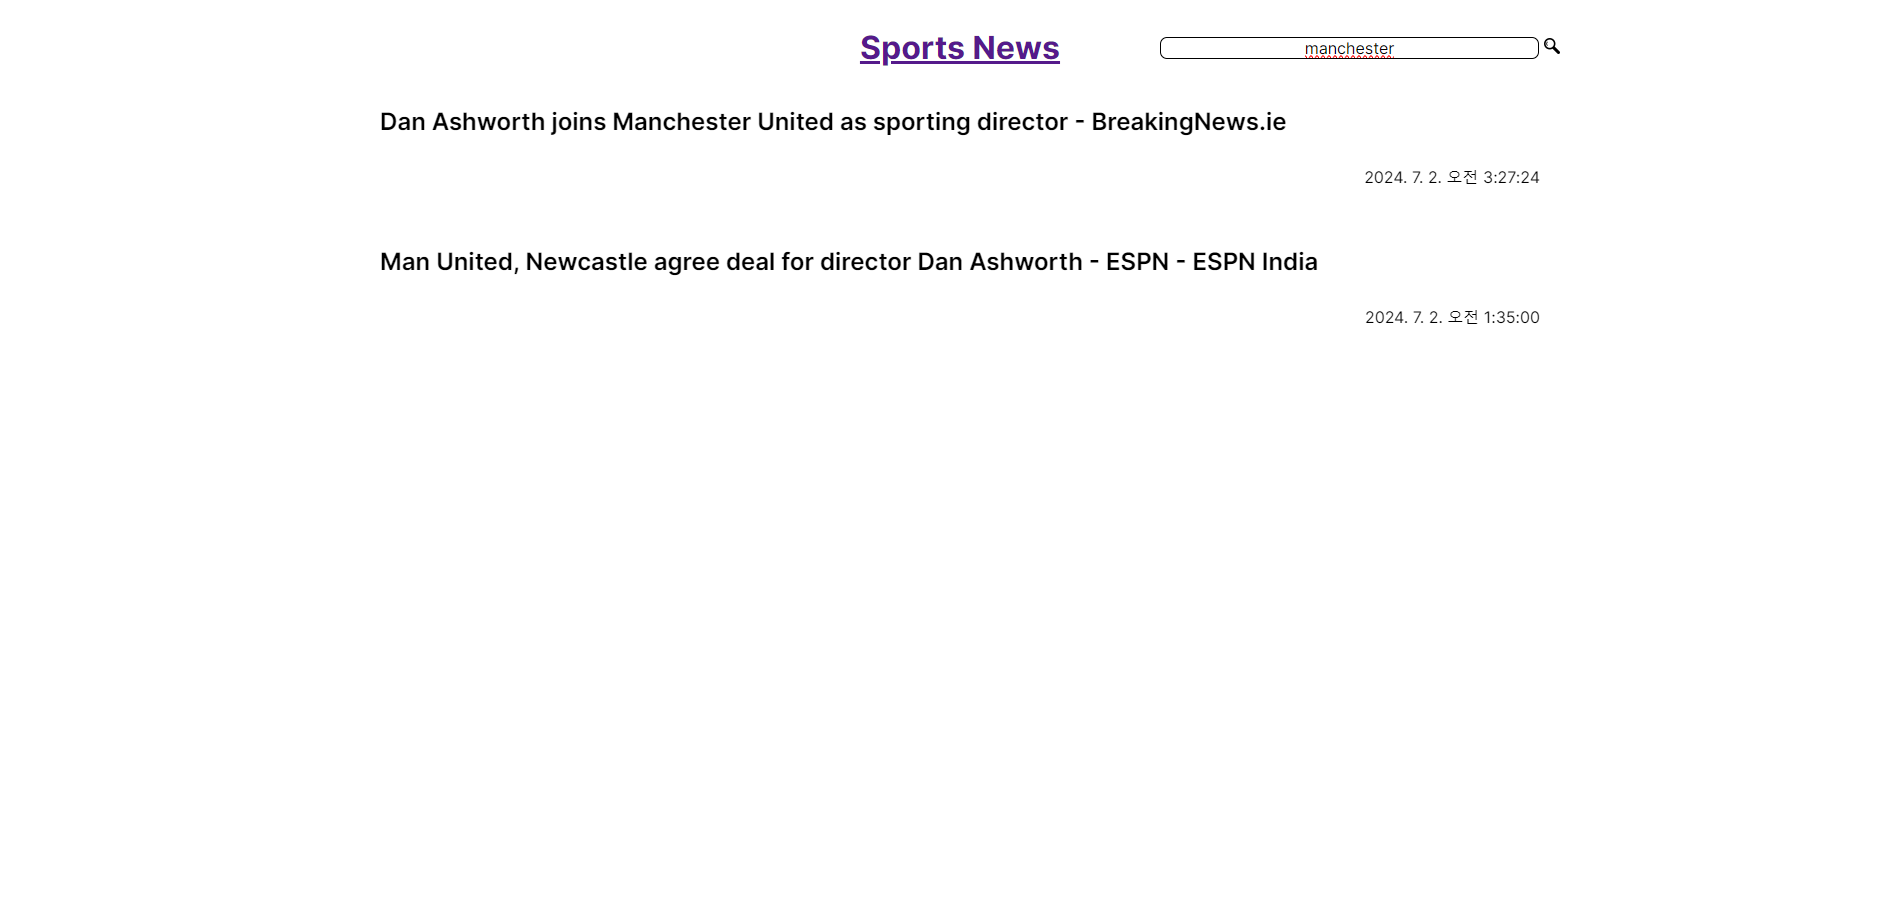 Sports News
manchester
Dan Ashworth joins Manchester United as sporting director - BreakingNews.ie
2024. 7. 2. 오전 3:27:24
Man United, Newcastle agree deal for director Dan Ashworth - ESPN - ESPN India
2024. 7. 2. 오전 1:35:00